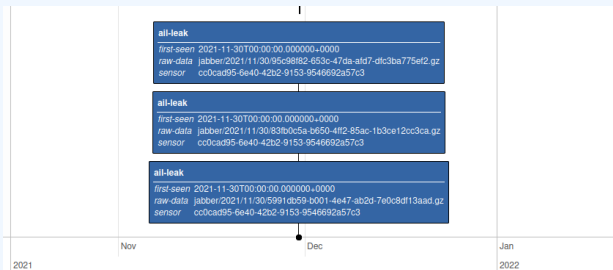 ail-leak
first-seen 2021-11-30T00:00:00.000000+0000
raw-data jabber/2021/11/30/95c98f82-653c-47da-afd7-dfc3ba775ef2.gz
sensor cc0cad95-6e40-42b2-9153-9546692a57c3
ail-leak
first-seen 2021-11-30T00:00:00.000000+0000
raw-data jabber/2021/11/30/83fb0c5a-b650-4ff2-85ac-1b3ce12cc3ca.gz
sensor cc0cad95-6e40-42b2-9153-9546692a57c3
ail-leak
first-seen 2021-11-30T00:00:00.000000+0000
raw-data jabber/2021/11/30/5991db59-b001-4e47-ab2d-7e0c8df13aad.gz
sensor cc0cad95-6e40-42b2-9153-9546692a57c3
Nov Dec Jan
2021 2022